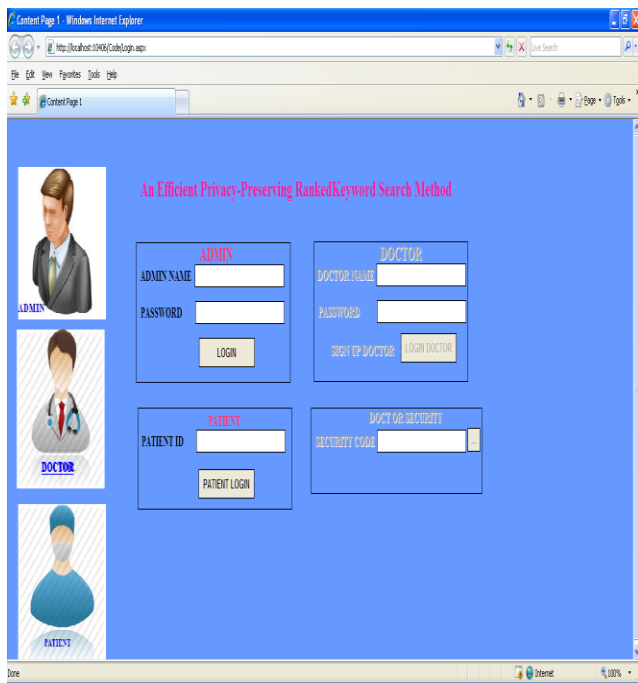 Content Page 1 - Windows Internet Explorer
http://localhost:10406/Code/Login.aspx
Live Search
File Edit View Favorites Tools Help
Content Page 1
Page Tools
An Efficient Privacy-Preserving RankedKeyword Search Method
ADMIN
ADMIN NAME
PASSWORD
LOGIN
DOCTOR
DOCTOR NAME
PASSWORD
SIGN UP DOCTOR LOGIN DOCTOR
PATIENT
PATIENT ID
PATIENT LOGIN
DOCT OR SECURITY
SECURITY CODE ...
ADMIN
DOCTOR
PATIENT
Done Internet 100%